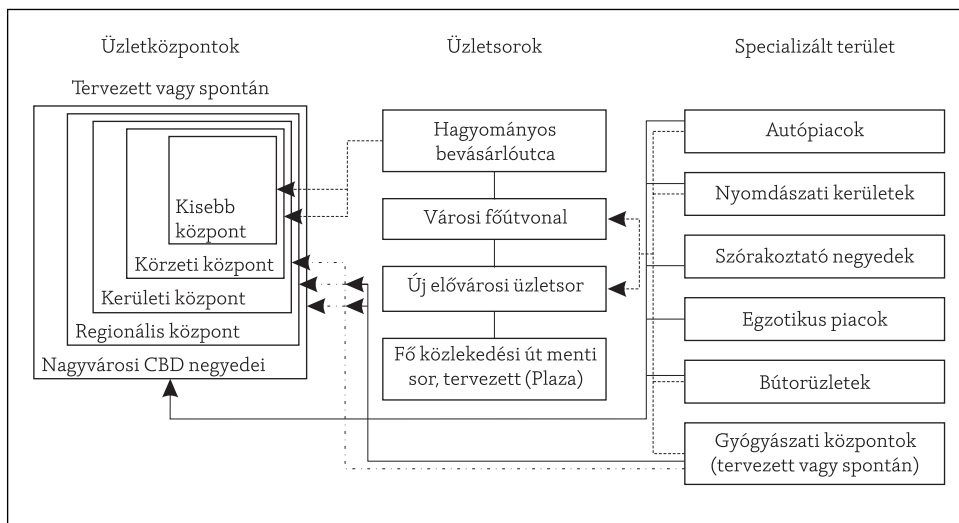 Üzletközpontok
Üzletsorok
Specializált terület
Tervezett vagy spontán
Kisebb
központ
Körzeti központ
Kerületi központ
Regionális központ
Nagyvárosi CBD negyedei
Hagyományos
bevásárlóutca
Városi főútvonal
Új elővárosi üzletsor
Fő közlekedési út menti
sor, tervezett (Plaza)
Autópiacok
Nyomdászati kerületek
Szórakoztató negyedek
Egzotikus piacok
Bútorüzletek
Gyógyászati központok
(tervezett vagy spontán)